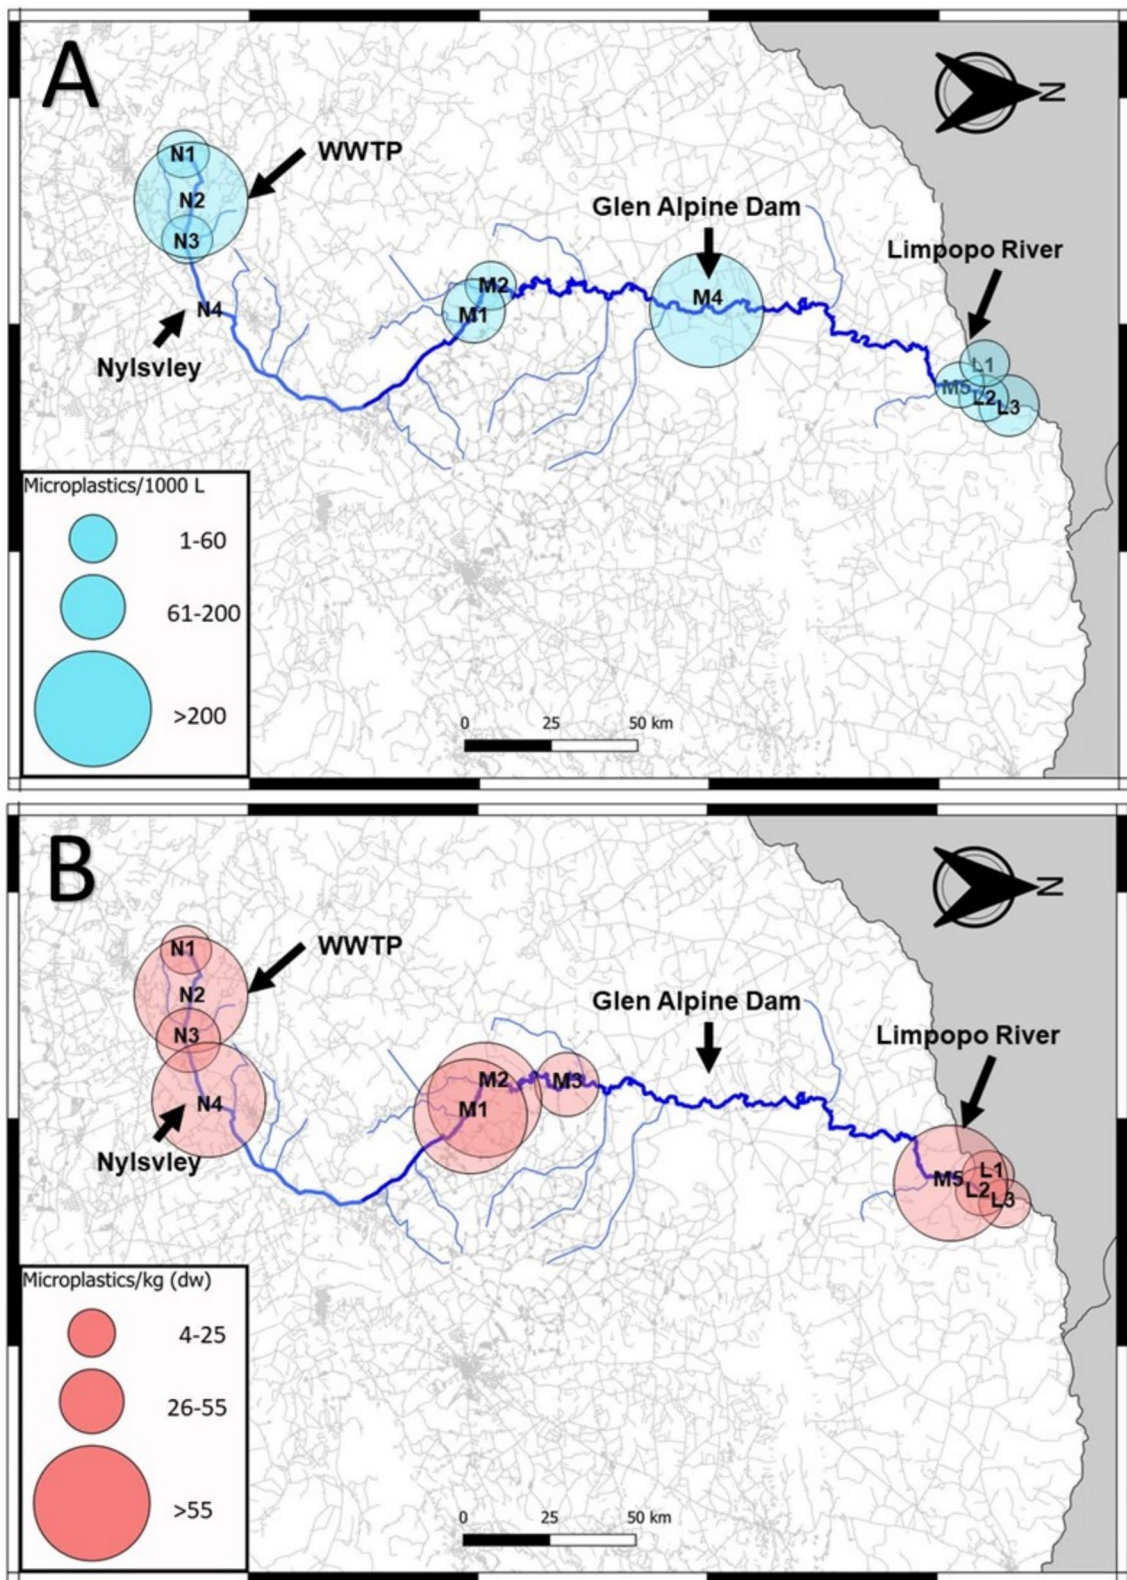 A
N
N1
WWTP
N2
Glen Alpine Dam
N3
Limpopo River
M2
M4
N4
M1
Nylsvley
L1
M5
L2
L3
Microplastics/1000 L
1-60
61-200
>200
0 25 50 km
B
N
N1
WWTP
N2
Glen Alpine Dam
N3
Limpopo River
M2
M3
N4
M1
Nylsvley
L1
M5
L2
L3
Microplastics/kg (dw)
4-25
26-55
>55
0 25 50 km